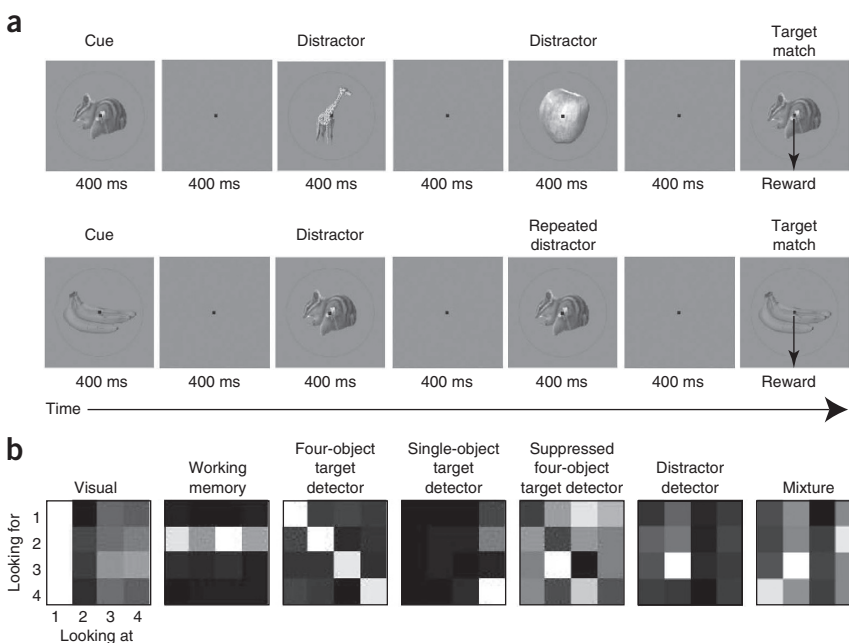 a
Cue Distractor Distractor Target
match
400 ms 400 ms 400 ms 400 ms 400 ms 400 ms Reward
Cue Distractor Repeated
distractor Target
match
400 ms 400 ms 400 ms 400 ms 400 ms 400 ms Reward
Time
b
Visual
Working
memory
Four-object
target
detector
Single-object
target
detector
Suppressed
four-object
target detector
Distractor
detector
Mixture
Looking for
1
2
3
4
1 2 3 4
Looking at